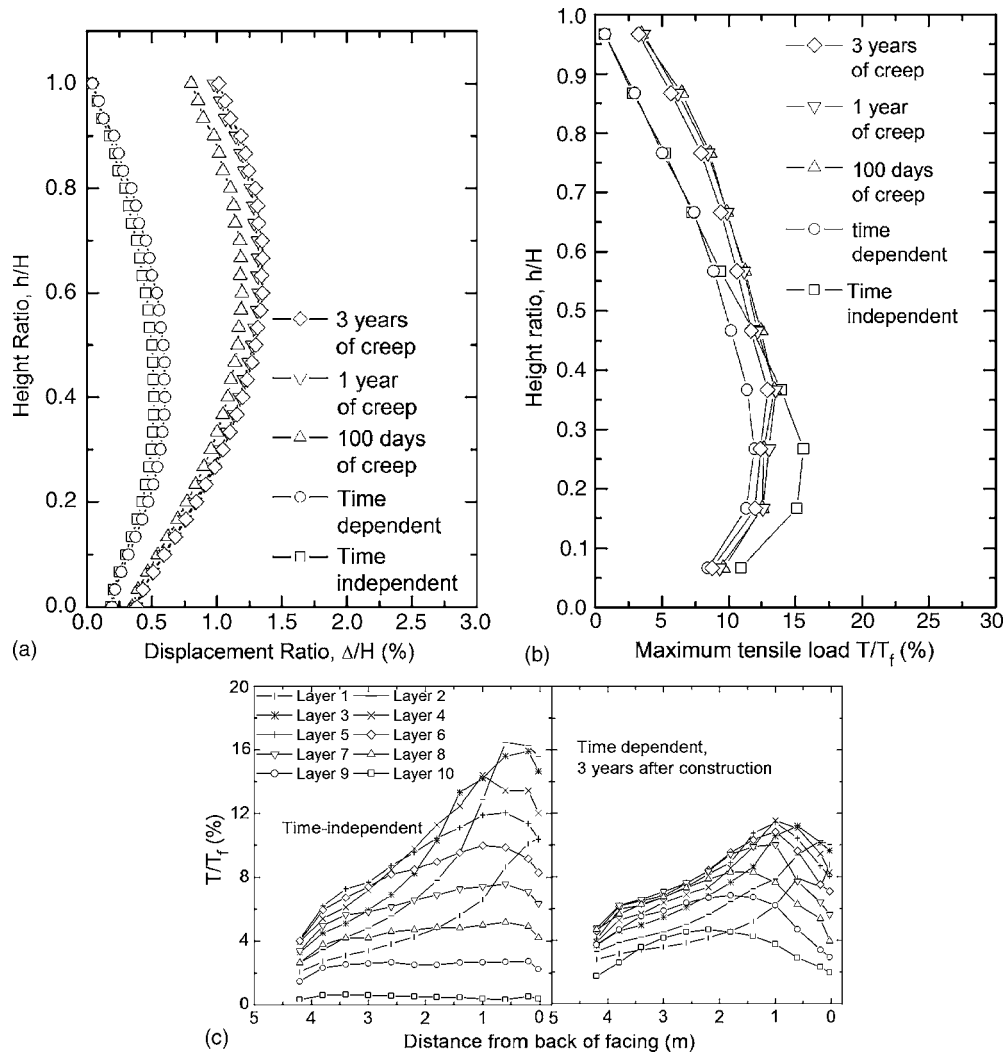 1.0
0.8
0.6
0.4
0.2
0.0
Height Ratio, h/H
0.0 0.5 1.0 1.5 2.0 2.5 3.0
Displacement Ratio, Δ/H (%)
3 years
of creep
1 year
of creep
100 days
of creep
Time
dependent
Time
independent
(a)
1.0
0.9
0.8
0.7
0.6
0.5
0.4
0.3
0.2
0.1
0.0
Height ratio, h/H
0 5 10 15 20 25 30
Maximum tensile load T/Tf (%)
3 years
of creep
1 year
of creep
100 days
of creep
time
dependent
Time
independent
(b)
20
16
12
8
4
0
T/Tf (%)
Layer 1 Layer 2
Layer 3 Layer 4
Layer 5 Layer 6
Layer 7 Layer 8
Layer 9 Layer 10
Time-independent
Time dependent,
3 years after construction
5 4 3 2 1 0 5 4 3 2 1 0
Distance from back of facing (m)
(c)